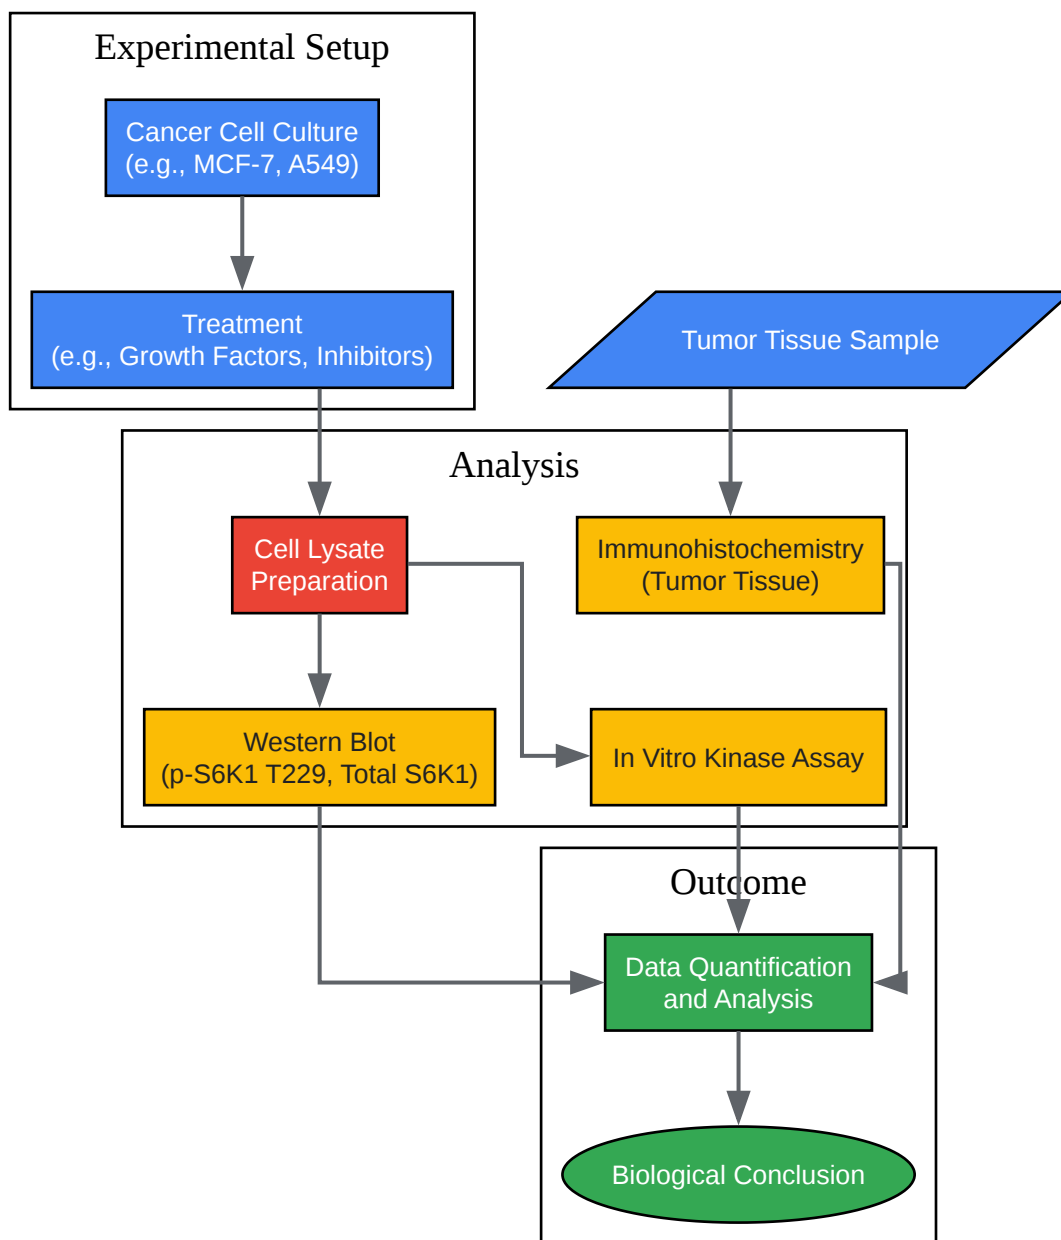 Experimental Setup
Cancer Cell Culture
(e.g., MCF-7, A549)
Treatment
(e.g., Growth Factors, Inhibitors)
Tumor Tissue Sample
Analysis
Cell Lysate
Preparation
Immunohistochemistry
(Tumor Tissue)
Western Blot
(p-S6K1 T229, Total S6K1)
In Vitro Kinase Assay
Outcome
Data Quantification
and Analysis
Biological Conclusion